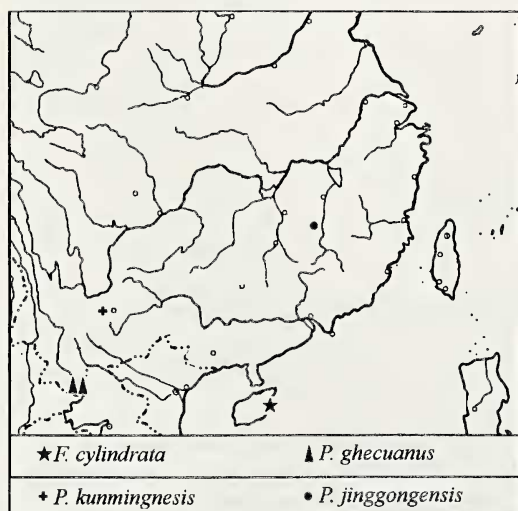 ★ F. cylindrata ▲ P. ghecuanus
✚ P. kunmingnesis ● P. jinggongensis